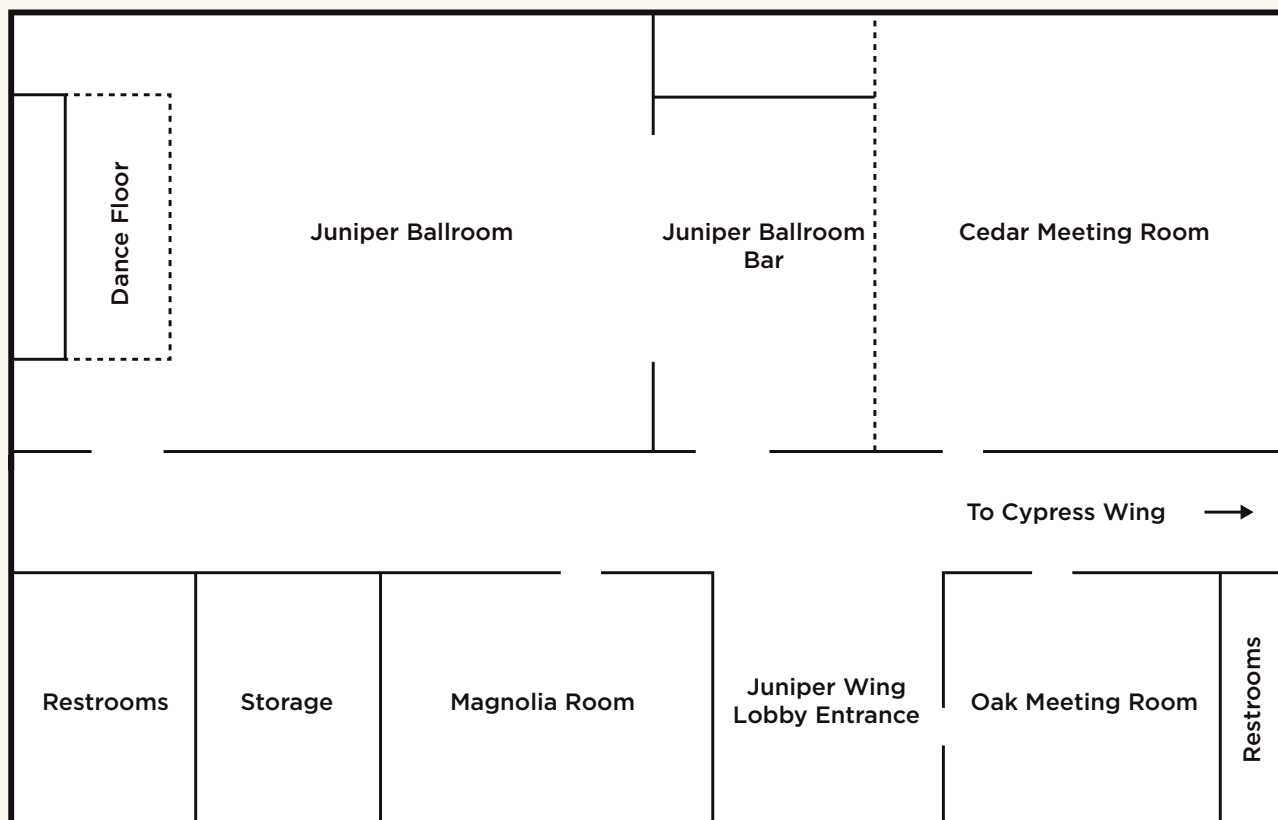 Dance Floor
Juniper Ballroom
Juniper Ballroom
Bar
Cedar Meeting Room
To Cypress Wing
Restrooms
Storage
Magnolia Room
Juniper Wing
Lobby Entrance
Oak Meeting Room
Restrooms